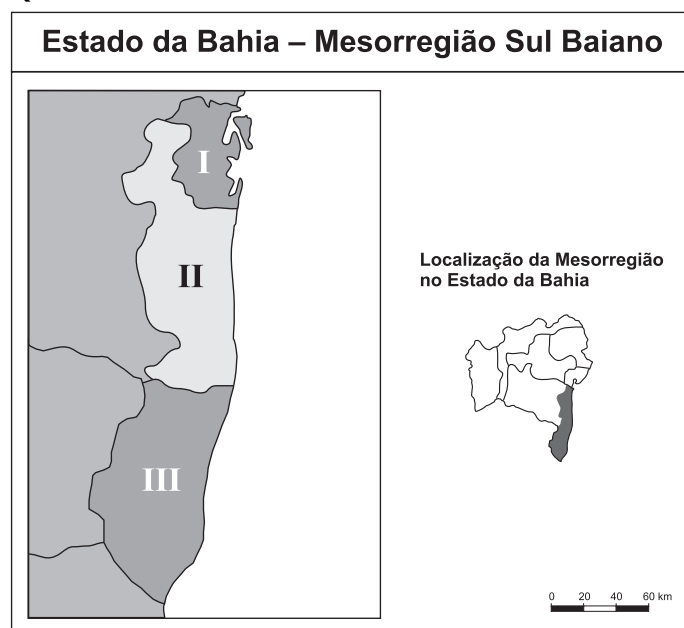 Estado da Bahia – Mesorregião Sul Baiano
I
II
III
Localização da Mesorregião
no Estado da Bahia
0 20 40 60 km